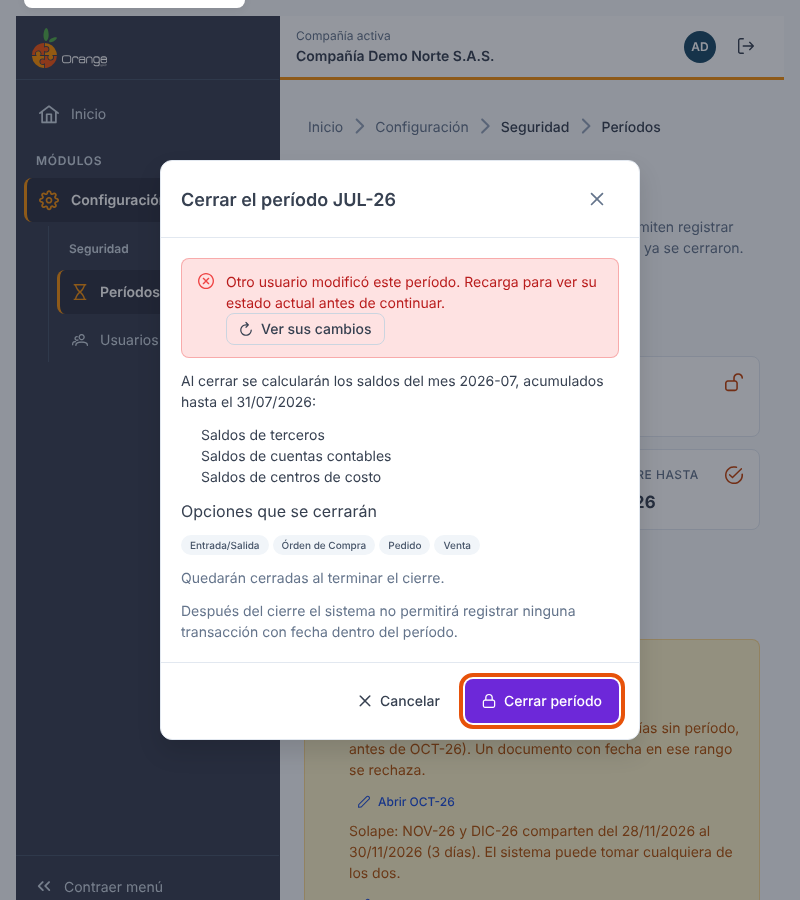 Orange
Compañía activa
Compañía Demo Norte S.A.S.
AD
Inicio
MÓDULOS
Configuración
Seguridad
Períodos
Usuarios
Contraer menú
Inicio
Configuración
Seguridad
Períodos
miten registrar
ya se cerraron.
RE HASTA
26
Cerrar el período JUL-26
Otro usuario modificó este período. Recarga para ver su
estado actual antes de continuar.
Ver sus cambios
Al cerrar se calcularán los saldos del mes 2026-07, acumulados
hasta el 31/07/2026:
Saldos de terceros
Saldos de cuentas contables
Saldos de centros de costo
Opciones que se cerrarán
Entrada/Salida
Órden de Compra
Pedido
Venta
Quedarán cerradas al terminar el cierre.
Después del cierre el sistema no permitirá registrar ninguna
transacción con fecha dentro del período.
Cancelar
Cerrar período
ías sin período,
antes de OCT-26). Un documento con fecha en ese rango
se rechaza.
Abrir OCT-26
Solape: NOV-26 y DIC-26 comparten del 28/11/2026 al
30/11/2026 (3 días). El sistema puede tomar cualquiera de
los dos.